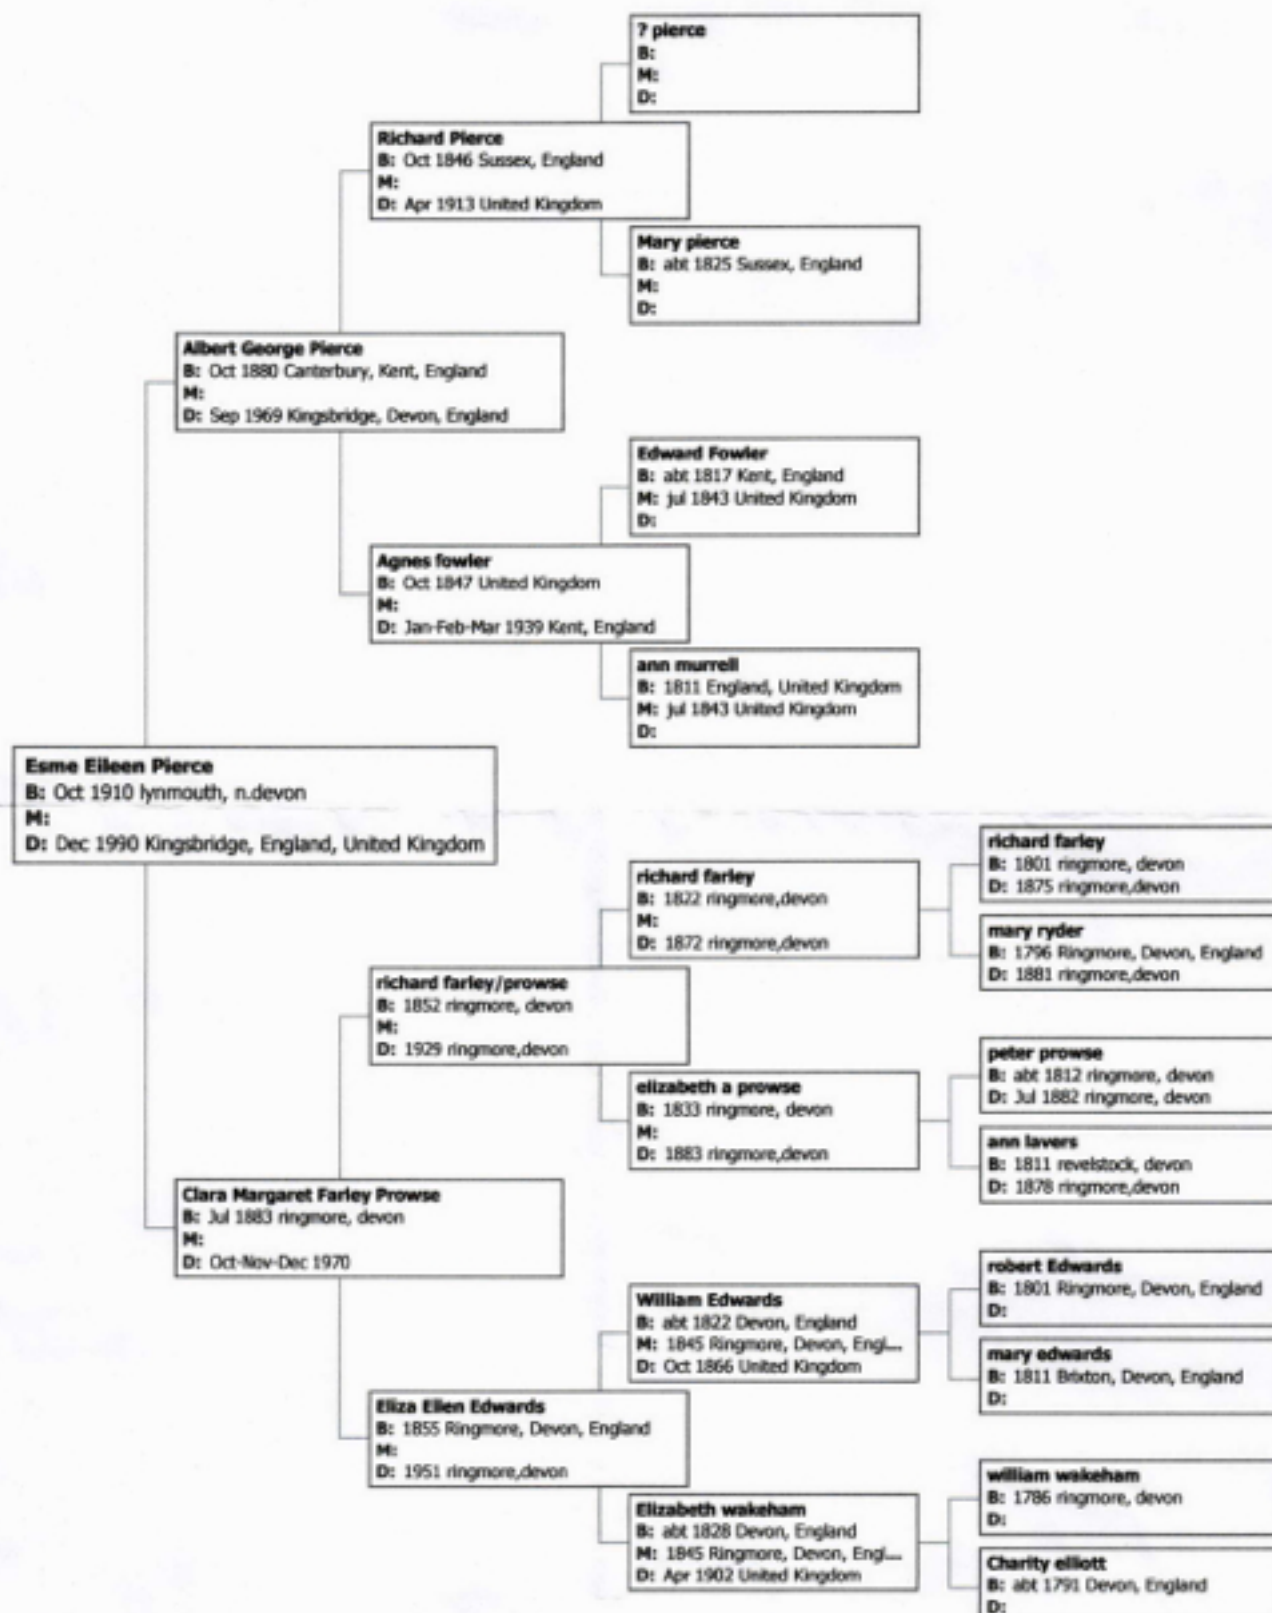 ? pierce
B:
M:
D:
Richard Pierce
B: Oct 1846 Sussex, England
M:
D: Apr 1913 United Kingdom
Mary pierce
B: abt 1825 Sussex, England
M:
D:
Albert George Pierce
B: Oct 1880 Canterbury, Kent, England
M:
D: Sep 1969 Kingsbridge, Devon, England
Edward Fowler
B: abt 1817 Kent, England
M: jul 1843 United Kingdom
D:
Agnes fowler
B: Oct 1847 United Kingdom
M:
D: Jan-Feb-Mar 1939 Kent, England
ann murrell
B: 1811 England, United Kingdom
M: jul 1843 United Kingdom
D:
Esme Eileen Pierce
B: Oct 1910 lynmouth, n.devon
M:
D: Dec 1990 Kingsbridge, England, United Kingdom
richard farley
B: 1801 ringmore, devon
D: 1875 ringmore,devon
richard farley
B: 1822 ringmore,devon
M:
D: 1872 ringmore,devon
mary ryder
B: 1796 Ringmore, Devon, England
D: 1881 ringmore,devon
richard farley/prowse
B: 1852 ringmore, devon
M:
D: 1929 ringmore,devon
peter prowse
B: abt 1812 ringmore, devon
D: Jul 1882 ringmore, devon
elizabeth a prowse
B: 1833 ringmore, devon
M:
D: 1883 ringmore,devon
ann lavers
B: 1811 revelstock, devon
D: 1878 ringmore,devon
Clara Margaret Farley Prowse
B: Jul 1883 ringmore, devon
M:
D: Oct-Nov-Dec 1970
robert Edwards
B: 1801 Ringmore, Devon, England
D:
William Edwards
B: abt 1822 Devon, England
M: 1845 Ringmore, Devon, Engl...
D: Oct 1866 United Kingdom
mary edwards
B: 1811 Brixton, Devon, England
D:
Eliza Ellen Edwards
B: 1855 Ringmore, Devon, England
M:
D: 1951 ringmore,devon
william wakeham
B: 1786 ringmore, devon
D:
Elizabeth wakeham
B: abt 1828 Devon, England
M: 1845 Ringmore, Devon, Engl...
D: Apr 1902 United Kingdom
Charity elliott
B: abt 1791 Devon, England
D: